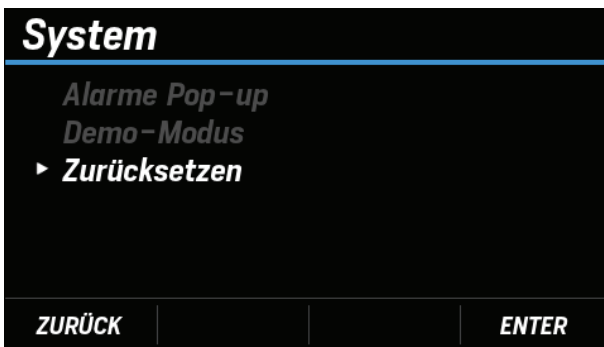 System
Alarme Pop-up
Demo-Modus
Zurücksetzen
ZURÜCK ENTER